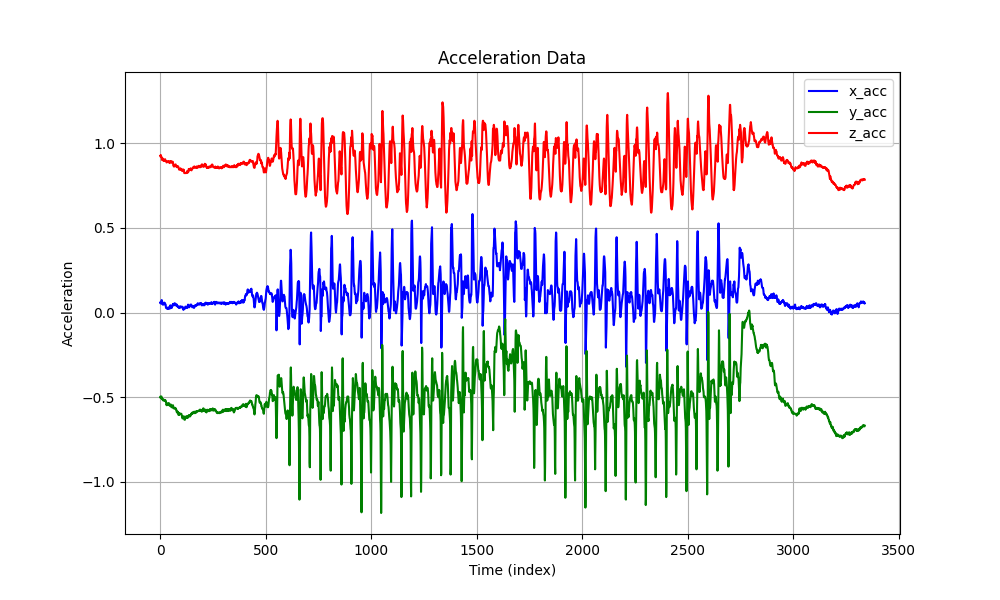 Acceleration Data
x_acc
y_acc
z_acc
Acceleration
1.0
0.5
0.0
−0.5
−1.0
0 500 1000 1500 2000 2500 3000 3500
Time (index)